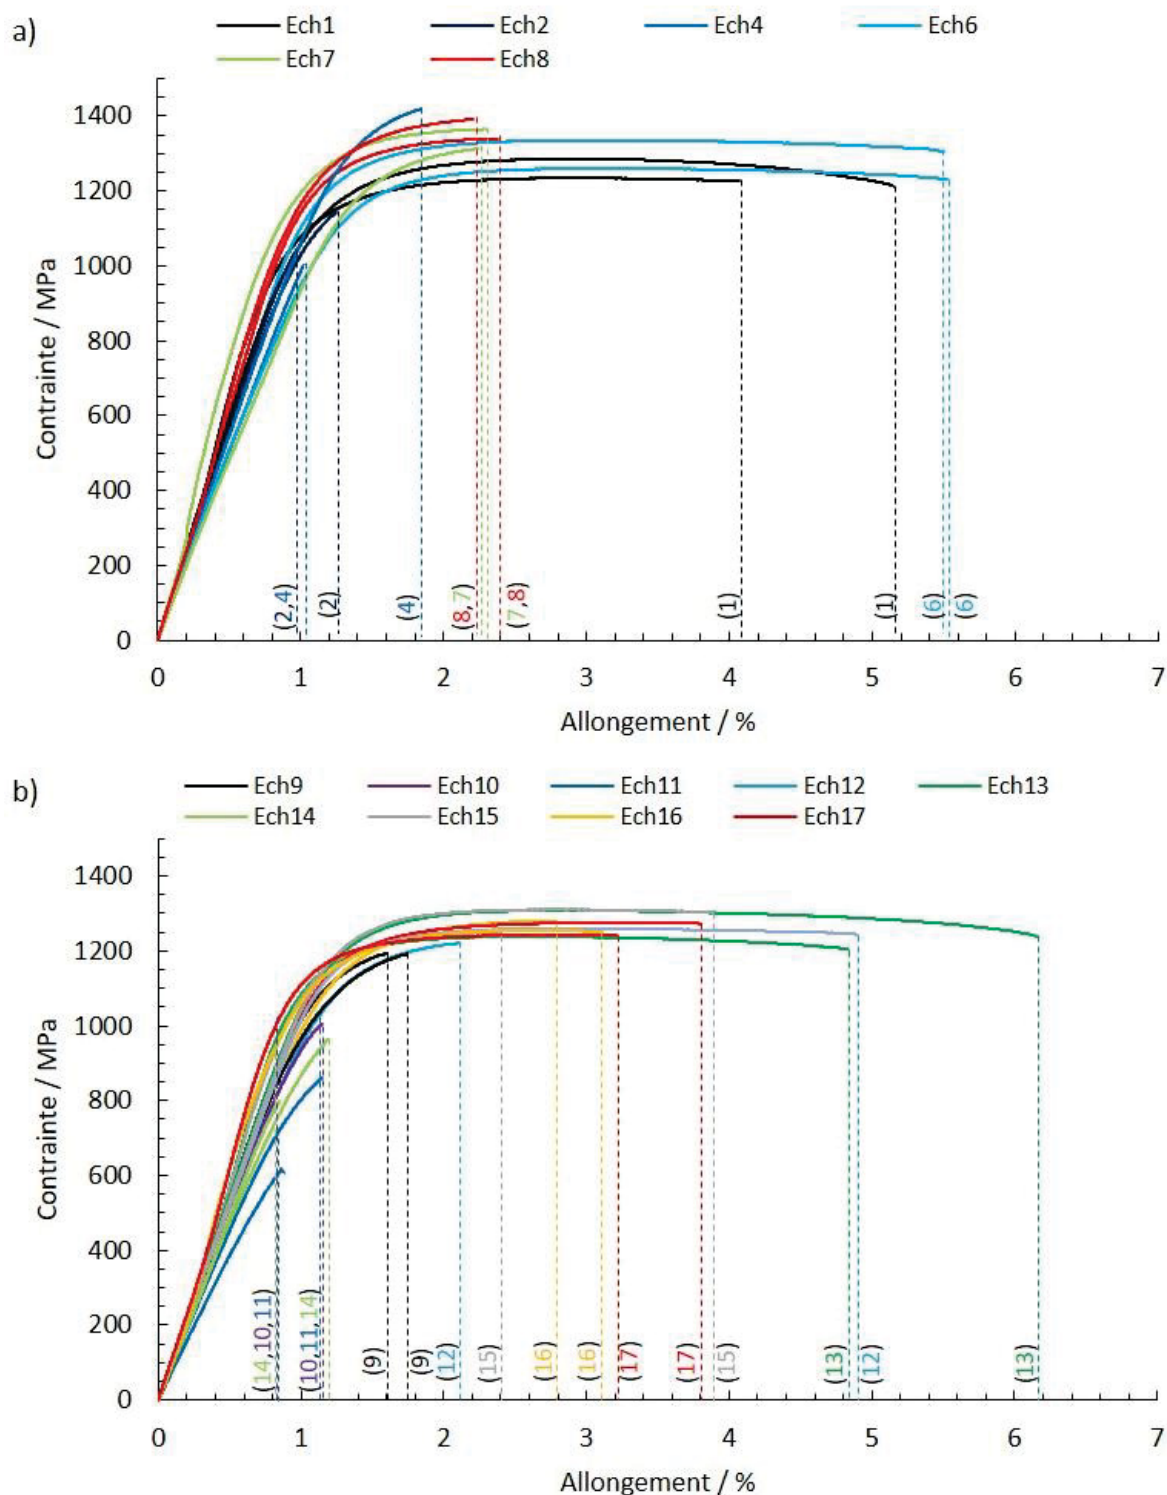 a)
Ech1 Ech2 Ech4 Ech6
Ech7 Ech8
Contrainte / MPa
1400
1200
1000
800
600
400
200
0
(2,4) (2) (4) (8,7) (7,8) (1) (1) (6) (6)
0 1 2 3 4 5 6 7
Allongement / %
b)
Ech9 Ech10 Ech11 Ech12 Ech13
Ech14 Ech15 Ech16 Ech17
Contrainte / MPa
1400
1200
1000
800
600
400
200
0
(14,10,11) (10,11,14) (9) (9) (12) (15) (16) (16) (17) (17) (15) (13) (12) (13)
0 1 2 3 4 5 6 7
Allongement / %